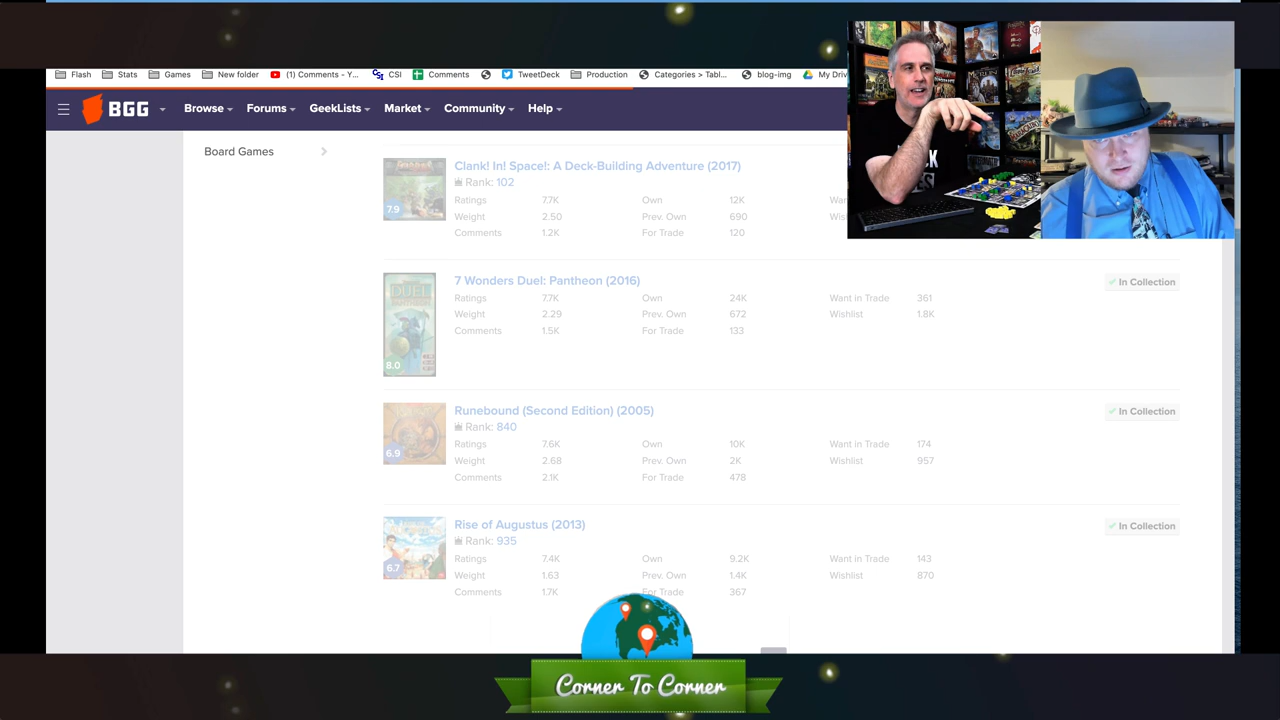 Flash Stats Games New folder (1) Comments - Y... CSI Comments TweetDeck Production Categories > Tabl... blog-img My Driv
BGG Browse Forums GeekLists Market Community Help
Board Games
Clank! In! Space!: A Deck-Building Adventure (2017)
Rank: 102
7.9
Ratings 7.7K Own 12K
Weight 2.50 Prev. Own 690
Comments 1.2K For Trade 120
7 Wonders Duel: Pantheon (2016)
✓ In Collection
DUEL
8.0
Ratings 7.7K Own 24K Want in Trade 361
Weight 2.29 Prev. Own 672 Wishlist 1.8K
Comments 1.5K For Trade 133
Runebound (Second Edition) (2005)
✓ In Collection
Rank: 840
6.9
Ratings 7.6K Own 10K Want in Trade 174
Weight 2.68 Prev. Own 2K Wishlist 957
Comments 2.1K For Trade 478
Rise of Augustus (2013)
✓ In Collection
Rank: 935
6.7
Ratings 7.4K Own 9.2K Want in Trade 143
Weight 1.63 Prev. Own 1.4K Wishlist 870
Comments 1.7K For Trade 367
Corner To Corner